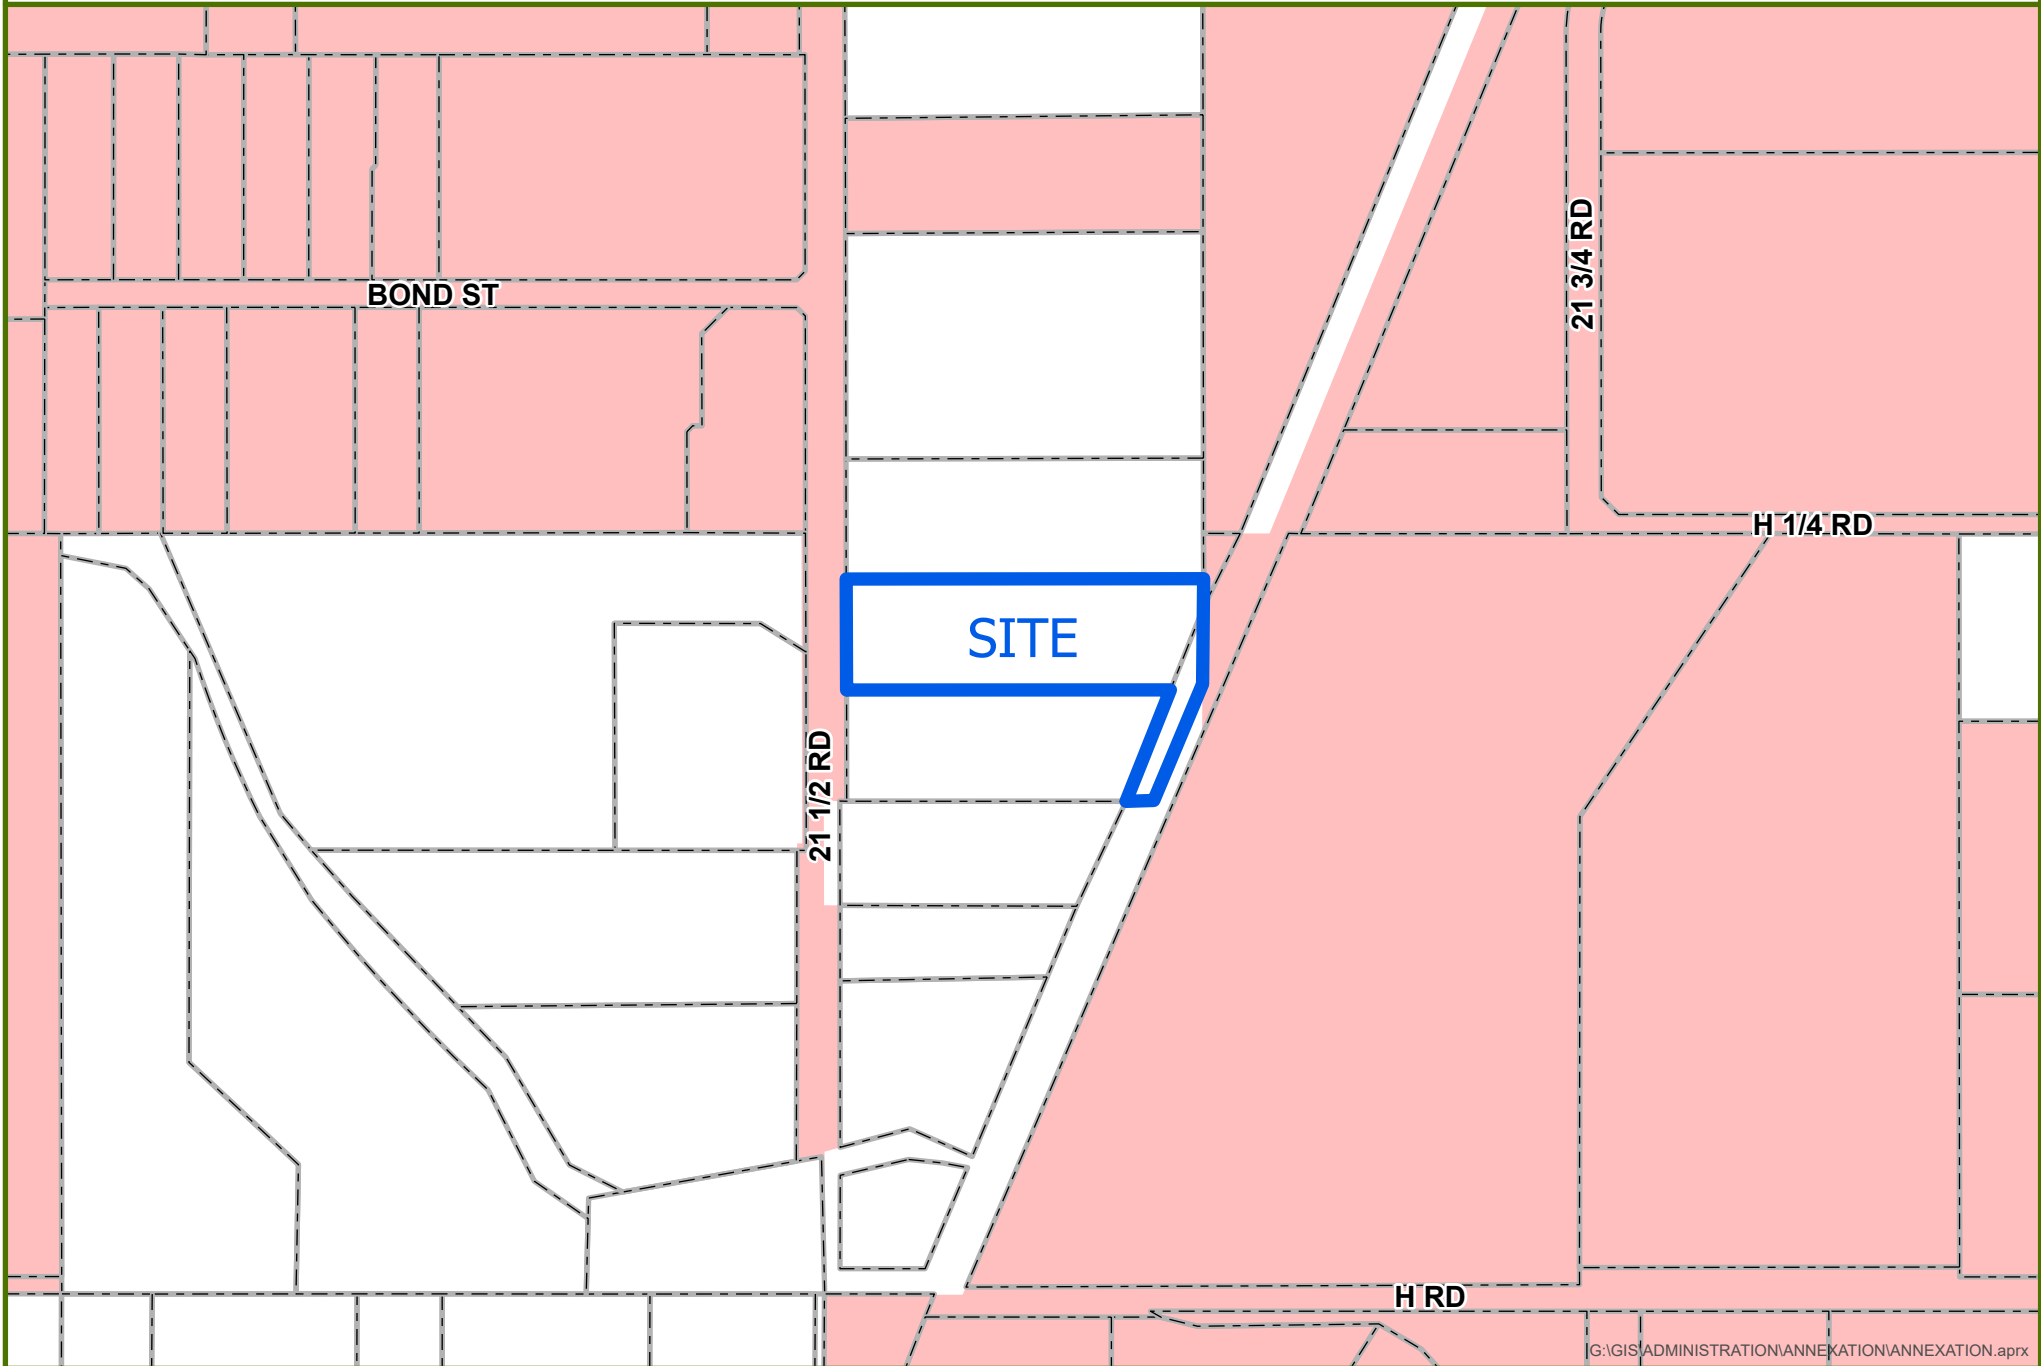 BOND ST
21 3/4 RD
H 1/4 RD
SITE
21 1/2 RD
H RD
G:\GIS\ADMINISTRATION\ANNEXATION\ANNEXATION.aprx